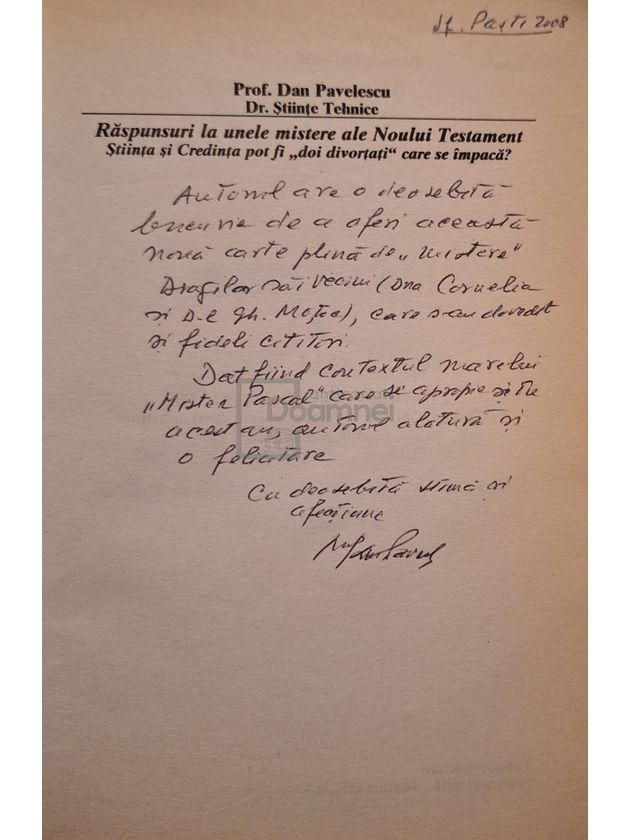 Sf. Paști 2008
Prof. Dan Pavelescu
Dr. Științe Tehnice
Răspunsuri la unele mistere ale Noului Testament
Știința și Credința pot fi „doi divorțați“ care se împacă?
Autorul are o deosebită
bucurie de a oferi această
nouă carte plină de „mistere”
Dragilor săi Vecini (Dna Cornelia
și D-l Gh. Moțoc), care s-au dovedit
și fideli cititori.
Dat fiind contextul marelui
„Mister Pascal” care se apropie și în
acest an, autorul alătură și
o felicitare
Cu deosebită stimă și
afecțiune
Doamnei